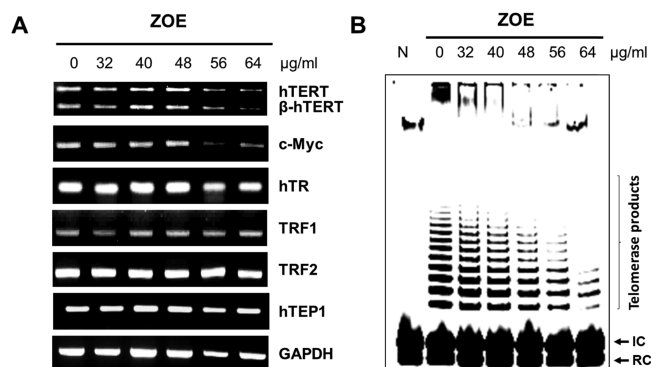 A
ZOE
0 32 40 48 56 64 µg/ml
hTERT
β-hTERT
c-Myc
hTR
TRF1
TRF2
hTEP1
GAPDH
B
ZOE
N 0 32 40 48 56 64 µg/ml
Telomerase products
← IC
← RC